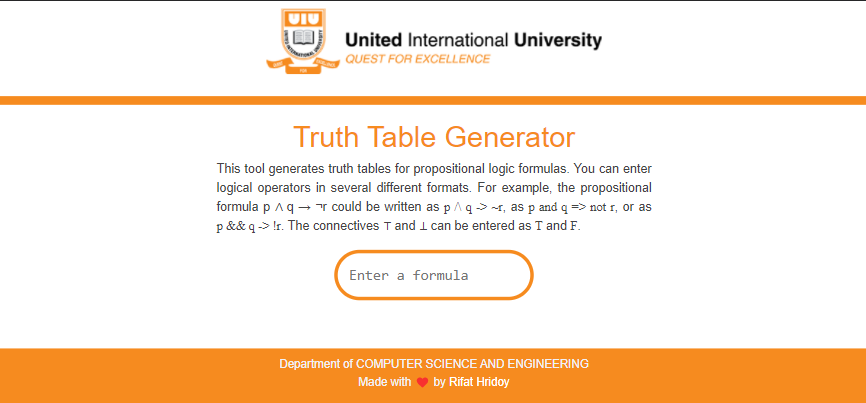 UIU
UNITED INTERNATIONAL UNIVERSITY
United International University
QUEST FOR EXCELLENCE
Truth Table Generator
This tool generates truth tables for propositional logic formulas. You can enter
logical operators in several different formats. For example, the propositional
formula p ∧ q → ¬r could be written as p /\ q -> ~r, as p and q => not r, or as
p && q -> !r. The connectives ⊤ and ⊥ can be entered as T and F.
Enter a formula
Department of COMPUTER SCIENCE AND ENGINEERING
Made with ❤ by Rifat Hridoy